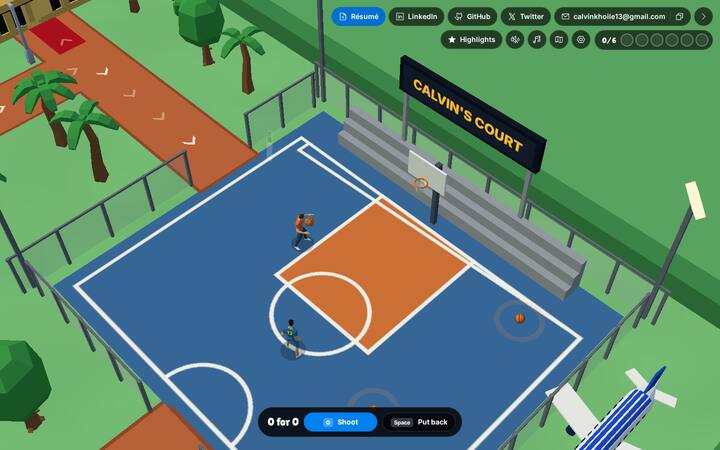 Résumé
LinkedIn
GitHub
Twitter
calvinkhoile13@gmail.com
Highlights
0/6
CALVIN'S COURT
0 for 0
Shoot
Space
Put back